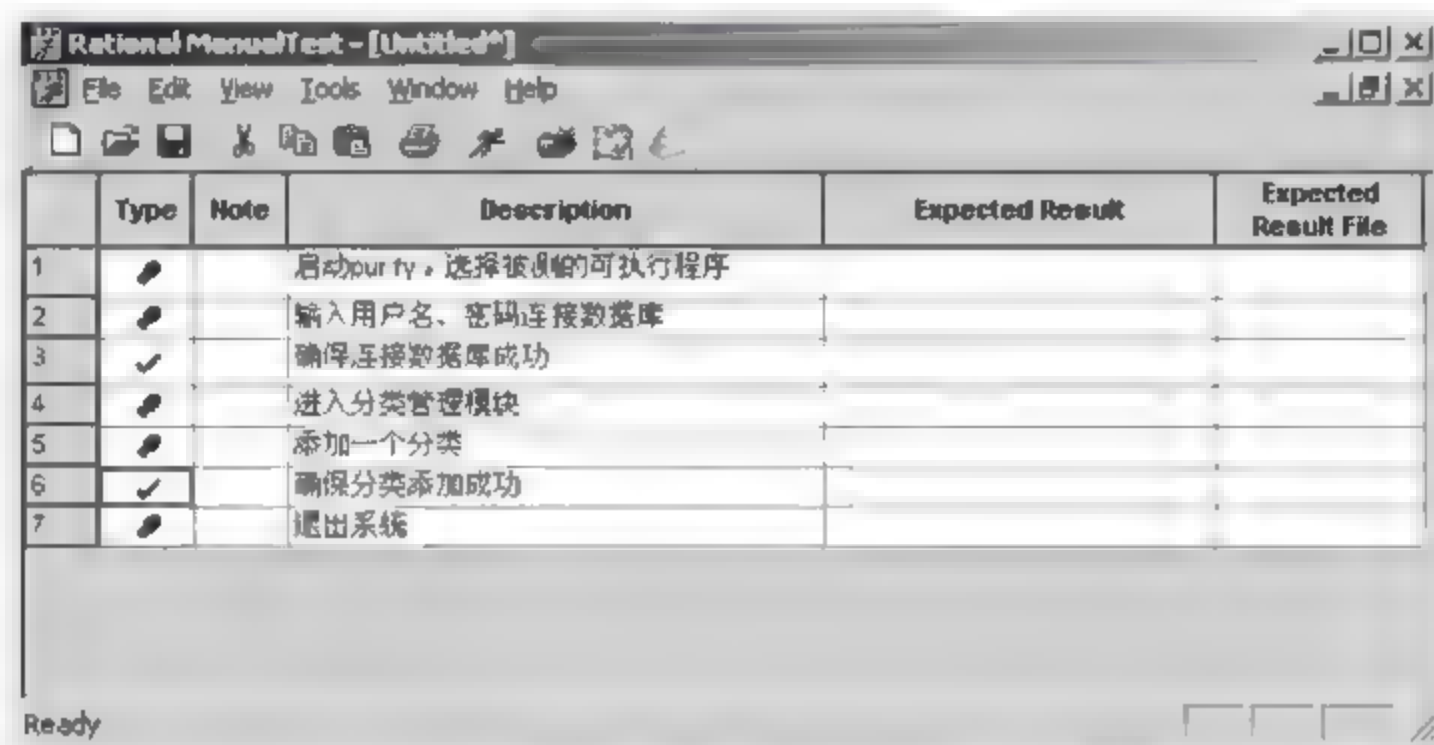 Rational ManualTest - [Untitled*]
File Edit View Tools Window Help
Type Note Description Expected Result Expected Result File
1 启动purify，选择被测的可执行程序
2 输入用户名、密码连接数据库
3 确保连接数据库成功
4 进入分类管理模块
5 添加一个分类
6 确保分类添加成功
7 退出系统
Ready